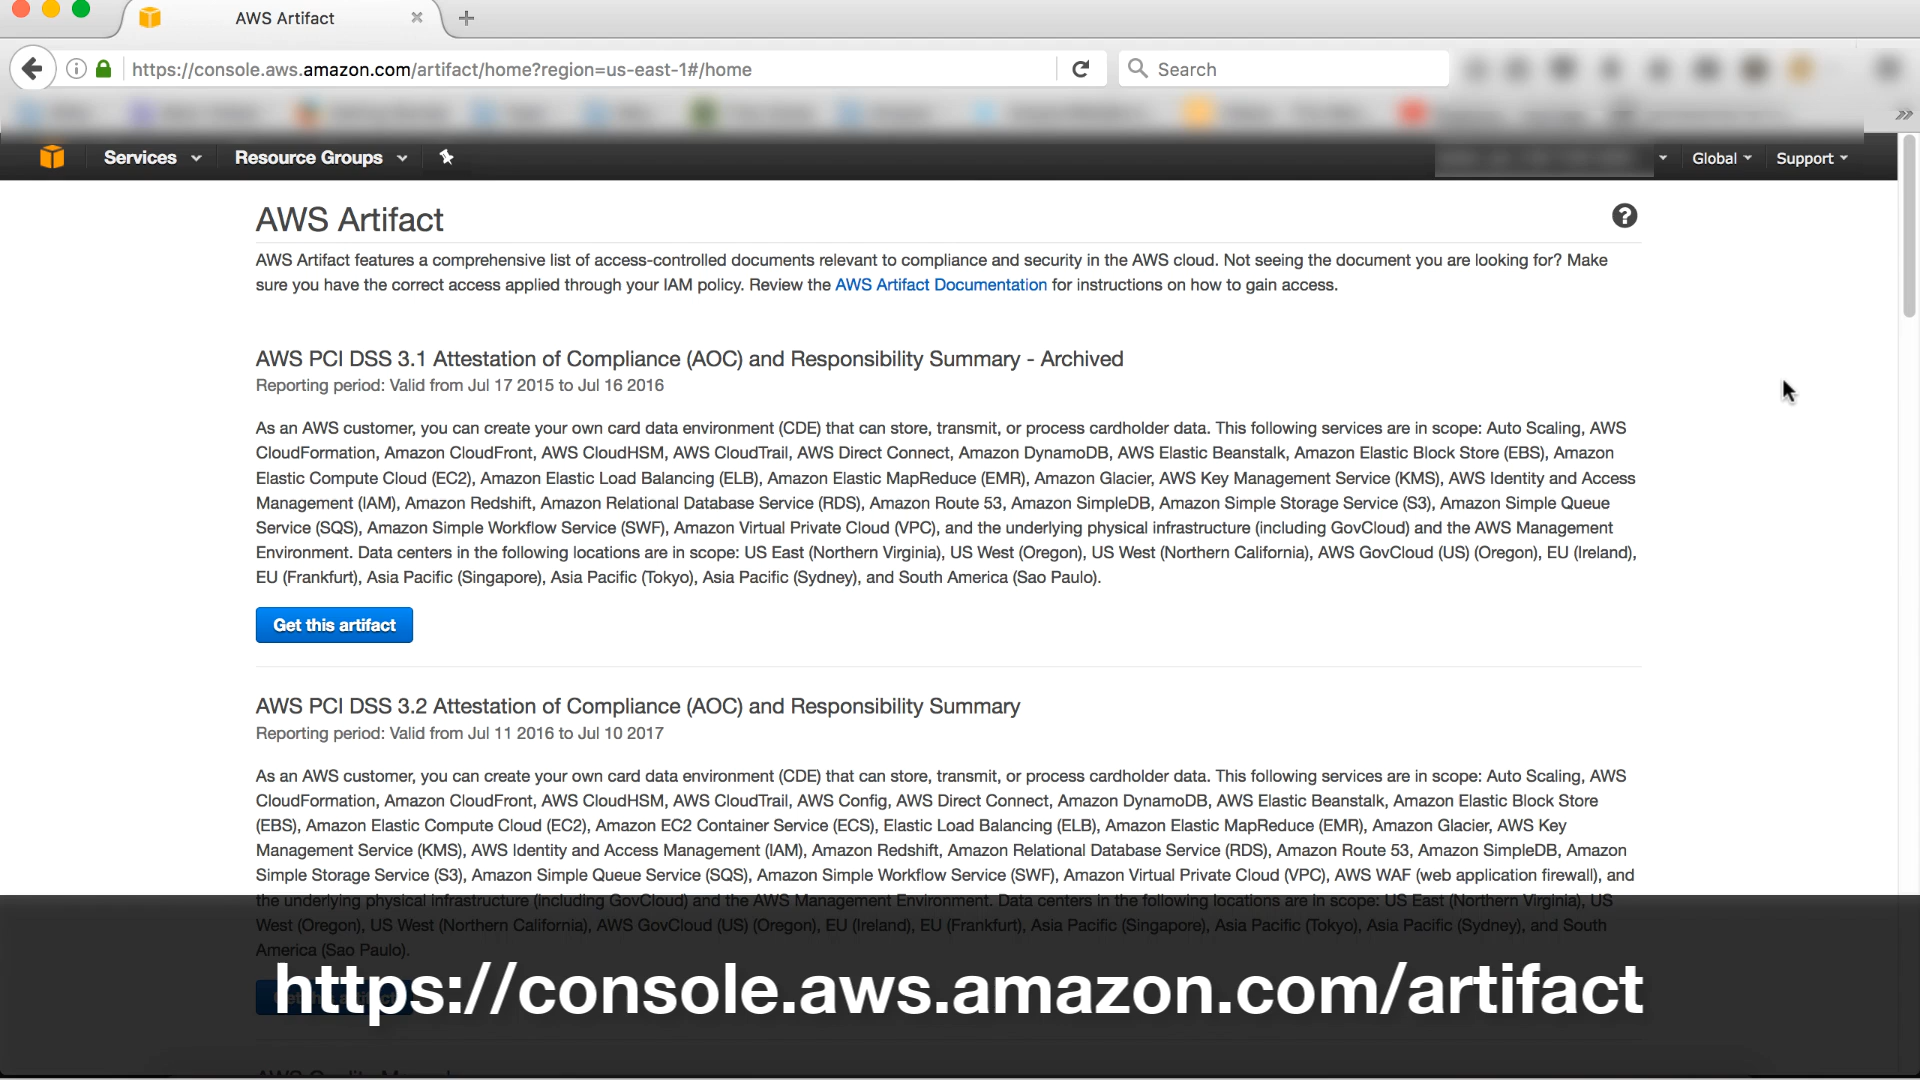 AWS Artifact
https://console.aws.amazon.com/artifact/home?region=us-east-1#/home
Search
Services
Resource Groups
Global
Support
AWS Artifact
AWS Artifact features a comprehensive list of access-controlled documents relevant to compliance and security in the AWS cloud. Not seeing the document you are looking for? Make
sure you have the correct access applied through your IAM policy. Review the AWS Artifact Documentation for instructions on how to gain access.
AWS PCI DSS 3.1 Attestation of Compliance (AOC) and Responsibility Summary - Archived
Reporting period: Valid from Jul 17 2015 to Jul 16 2016
As an AWS customer, you can create your own card data environment (CDE) that can store, transmit, or process cardholder data. This following services are in scope: Auto Scaling, AWS
CloudFormation, Amazon CloudFront, AWS CloudHSM, AWS CloudTrail, AWS Direct Connect, Amazon DynamoDB, AWS Elastic Beanstalk, Amazon Elastic Block Store (EBS), Amazon
Elastic Compute Cloud (EC2), Amazon Elastic Load Balancing (ELB), Amazon Elastic MapReduce (EMR), Amazon Glacier, AWS Key Management Service (KMS), AWS Identity and Access
Management (IAM), Amazon Redshift, Amazon Relational Database Service (RDS), Amazon Route 53, Amazon SimpleDB, Amazon Simple Storage Service (S3), Amazon Simple Queue
Service (SQS), Amazon Simple Workflow Service (SWF), Amazon Virtual Private Cloud (VPC), and the underlying physical infrastructure (including GovCloud) and the AWS Management
Environment. Data centers in the following locations are in scope: US East (Northern Virginia), US West (Oregon), US West (Northern California), AWS GovCloud (US) (Oregon), EU (Ireland),
EU (Frankfurt), Asia Pacific (Singapore), Asia Pacific (Tokyo), Asia Pacific (Sydney), and South America (Sao Paulo).
Get this artifact
AWS PCI DSS 3.2 Attestation of Compliance (AOC) and Responsibility Summary
Reporting period: Valid from Jul 11 2016 to Jul 10 2017
As an AWS customer, you can create your own card data environment (CDE) that can store, transmit, or process cardholder data. This following services are in scope: Auto Scaling, AWS
CloudFormation, Amazon CloudFront, AWS CloudHSM, AWS CloudTrail, AWS Config, AWS Direct Connect, Amazon DynamoDB, AWS Elastic Beanstalk, Amazon Elastic Block Store
(EBS), Amazon Elastic Compute Cloud (EC2), Amazon EC2 Container Service (ECS), Elastic Load Balancing (ELB), Amazon Elastic MapReduce (EMR), Amazon Glacier, AWS Key
Management Service (KMS), AWS Identity and Access Management (IAM), Amazon Redshift, Amazon Relational Database Service (RDS), Amazon Route 53, Amazon SimpleDB, Amazon
Simple Storage Service (S3), Amazon Simple Queue Service (SQS), Amazon Simple Workflow Service (SWF), Amazon Virtual Private Cloud (VPC), AWS WAF (web application firewall), and
the underlying physical infrastructure (including GovCloud) and the AWS Management Environment. Data centers in the following locations are in scope: US East (Northern Virginia), US
West (Oregon), US West (Northern California), AWS GovCloud (US) (Oregon), EU (Ireland), EU (Frankfurt), Asia Pacific (Singapore), Asia Pacific (Tokyo), Asia Pacific (Sydney), and South
America (Sao Paulo).
https://console.aws.amazon.com/artifact